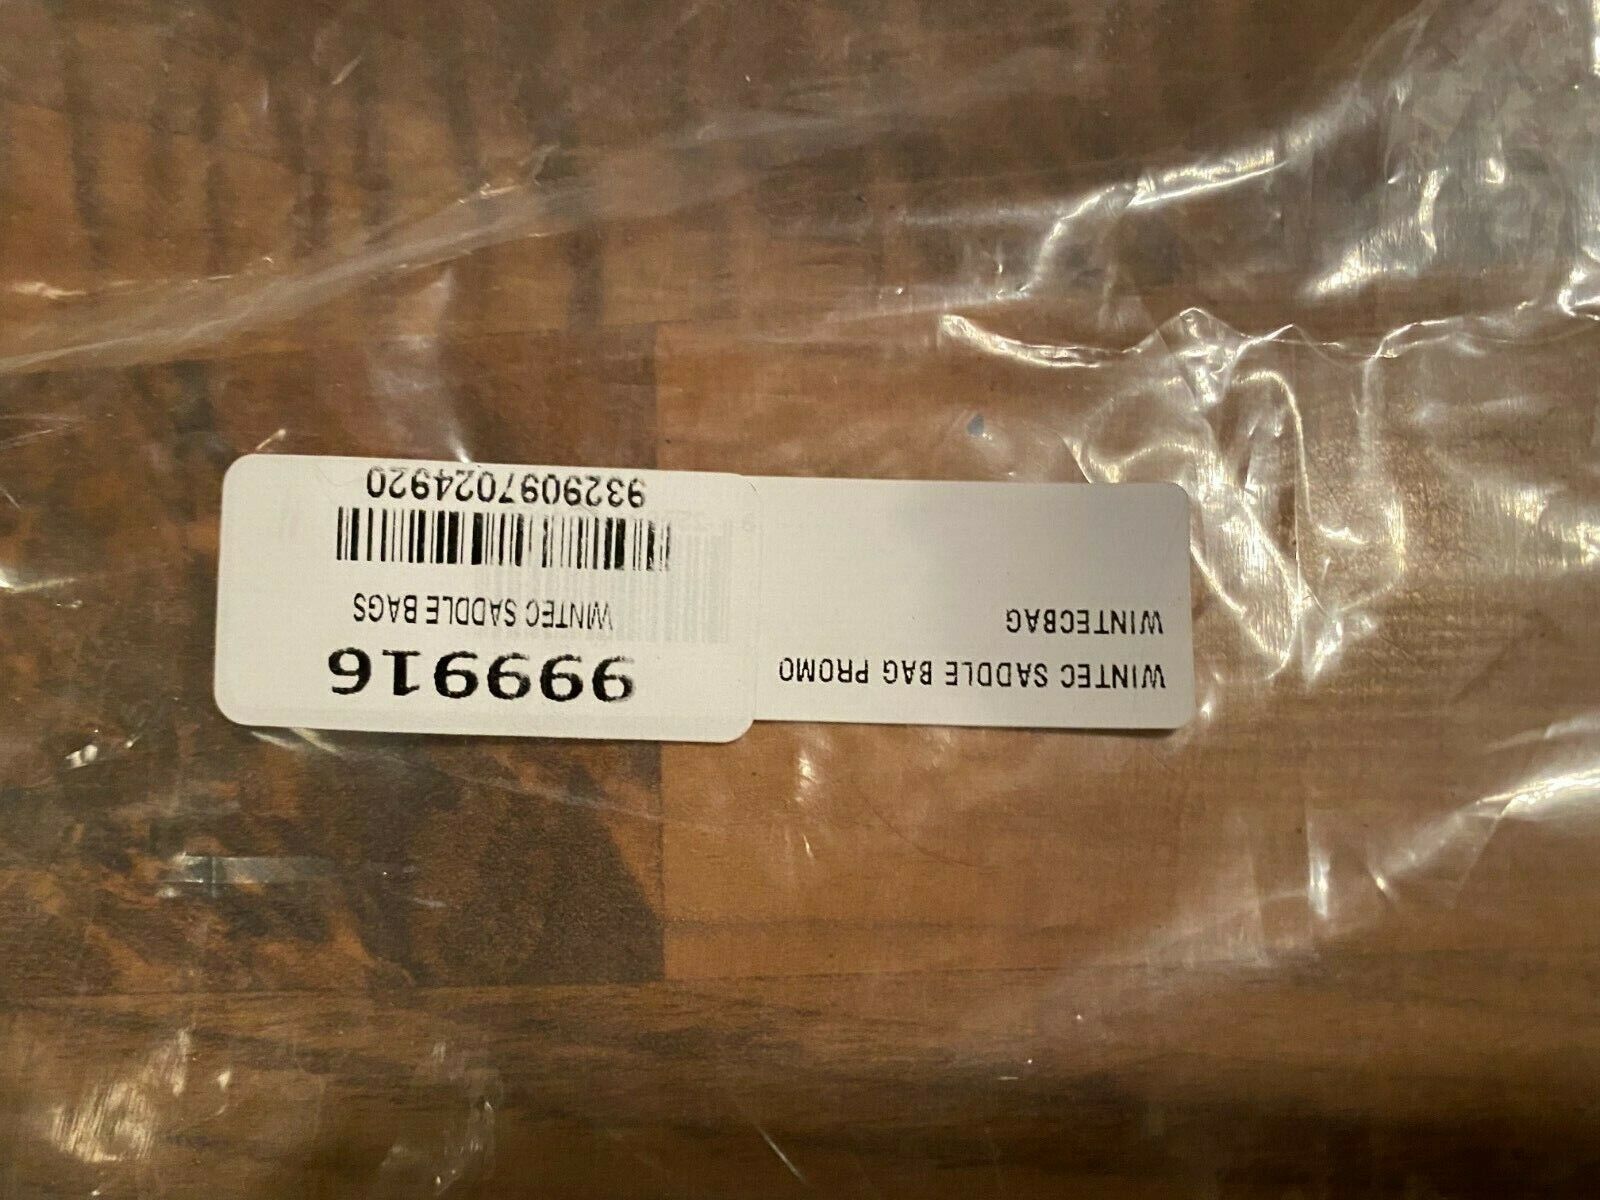 WINTEC SADDLE BAG PROMO
WINTECBAG
999916
WINTEC SADDLE BAGS
9329097024920